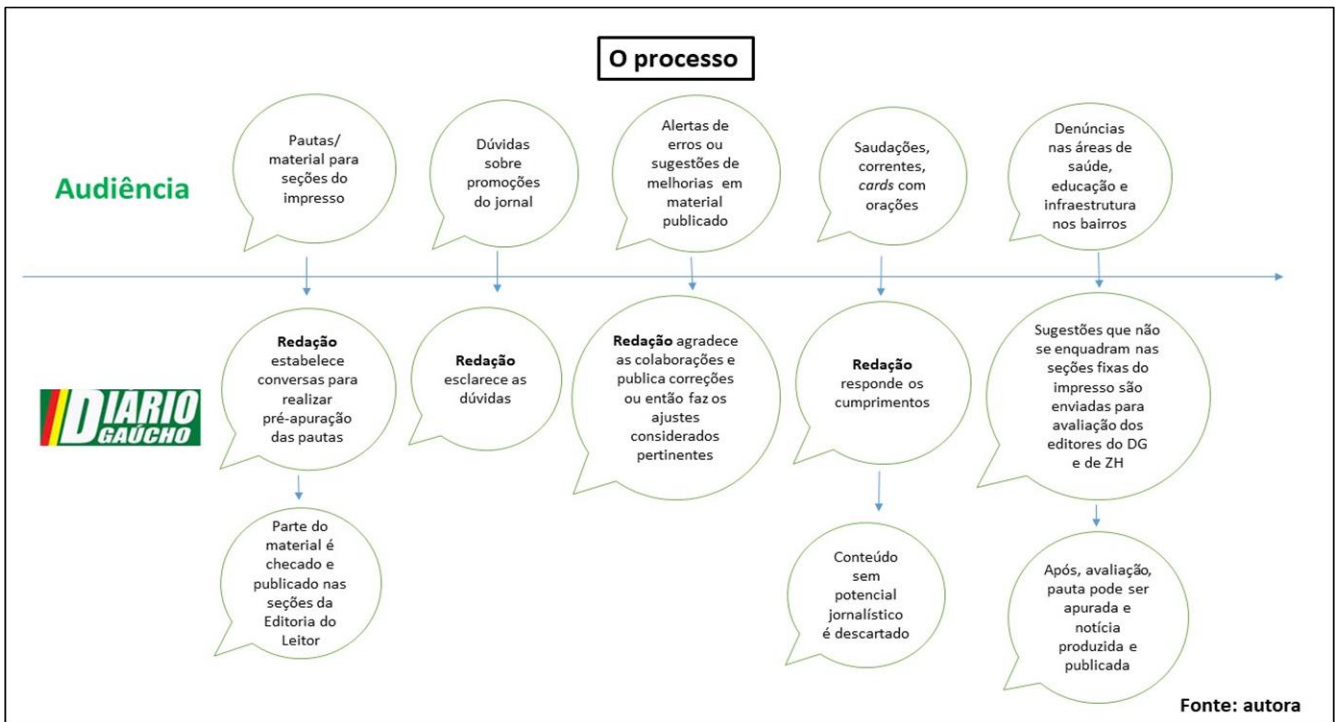 O processo
Audiência
Pautas/
material para
seções do
impresso
Dúvidas
sobre
promoções
do jornal
Alertas de
erros ou
sugestões de
melhorias em
material
publicado
Saudações,
correntes,
cards com
orações
Denúncias
nas áreas de
saúde,
educação e
infraestrutura
nos bairros
DIÁRIO
GAÚCHO
Redação
estabelece
conversas para
realizar
pré-apuração
das pautas
Redação
esclarece as
dúvidas
Redação agradece
as colaborações e
publica correções
ou então faz os
ajustes
considerados
pertinentes
Redação
responde os
cumprimentos
Sugestões que não
se enquadram nas
seções fixas do
impresso são
enviadas para
avaliação dos
editores do DG
e de ZH
Parte do
material é
checado e
publicado nas
seções da
Editoria do
Leitor
Conteúdo
sem
potencial
jornalístico
é descartado
Após, avaliação,
pauta pode ser
apurada e
notícia
produzida e
publicada
Fonte: autora